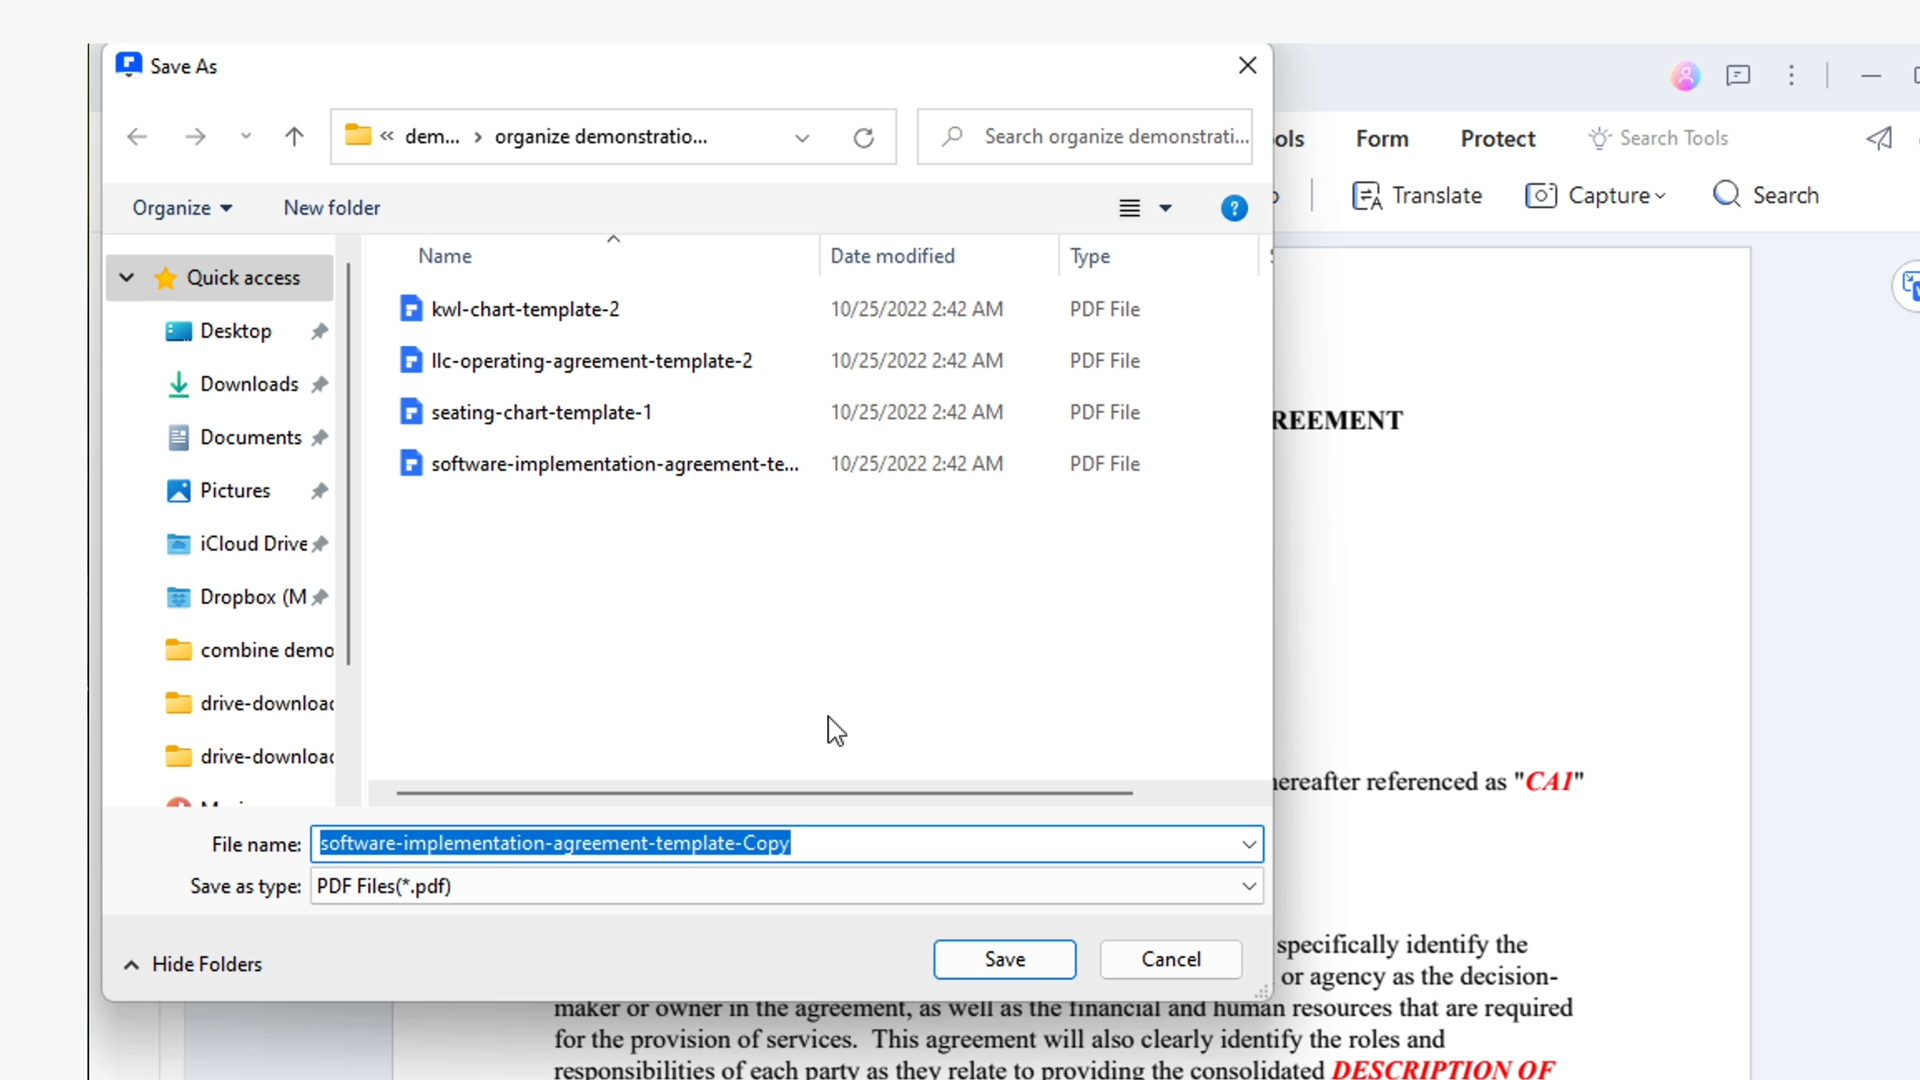 Save As
« dem... › organize demonstratio...
Search organize demonstrati...
Form
Protect
Search Tools
Organize
New folder
Translate
Capture
Search
Name
Date modified
Type
Quick access
kwl-chart-template-2
10/25/2022 2:42 AM
PDF File
Desktop
llc-operating-agreement-template-2
10/25/2022 2:42 AM
PDF File
Downloads
seating-chart-template-1
10/25/2022 2:42 AM
PDF File
REEMENT
Documents
software-implementation-agreement-te...
10/25/2022 2:42 AM
PDF File
Pictures
iCloud Drive
Dropbox (M
combine demo
drive-downloa
drive-downloa
ereafter referenced as "CA1"
File name:
software-implementation-agreement-template-Copy
Save as type:
PDF Files(*.pdf)
Hide Folders
Save
Cancel
specifically identify the
or agency as the decision-
maker or owner in the agreement, as well as the financial and human resources that are required
for the provision of services. This agreement will also clearly identify the roles and
responsibilities of each party as they relate to providing the consolidated DESCRIPTION OF